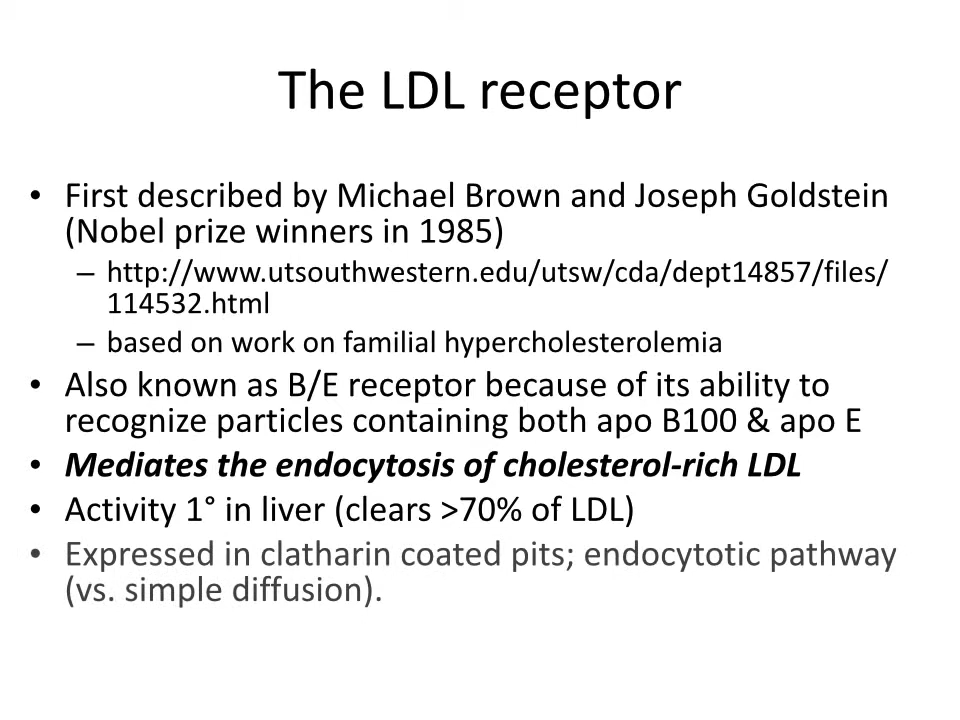 The LDL receptor
• First described by Michael Brown and Joseph Goldstein
(Nobel prize winners in 1985)
– http://www.utsouthwestern.edu/utsw/cda/dept14857/files/
114532.html
– based on work on familial hypercholesterolemia
• Also known as B/E receptor because of its ability to
recognize particles containing both apo B100 & apo E
• Mediates the endocytosis of cholesterol-rich LDL
• Activity 1° in liver (clears >70% of LDL)
• Expressed in clatharin coated pits; endocytotic pathway
(vs. simple diffusion).